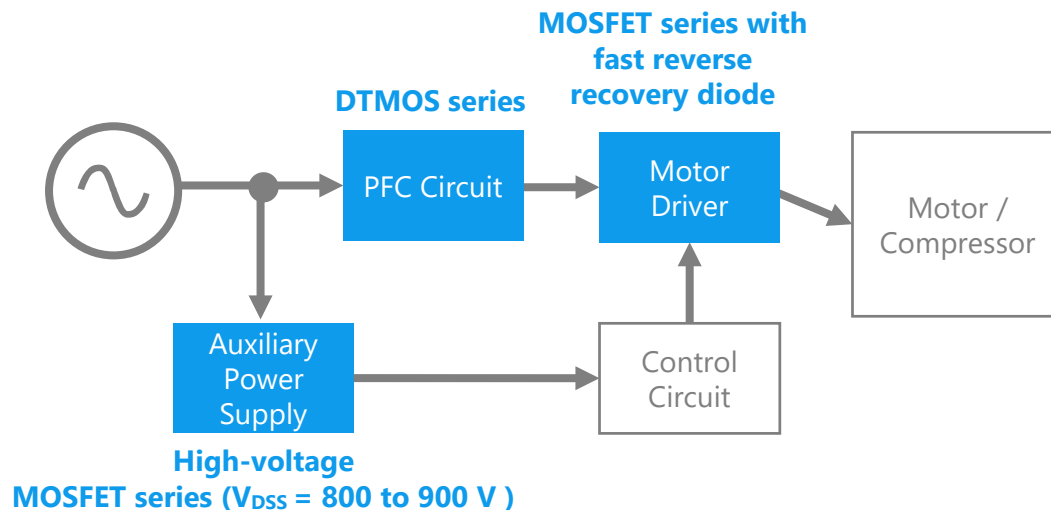 MOSFET series with
fast reverse
recovery diode
DTMOS series
PFC Circuit
Motor
Driver
Motor /
Compressor
Auxiliary
Power
Supply
Control
Circuit
High-voltage
MOSFET series (VDSS = 800 to 900 V )